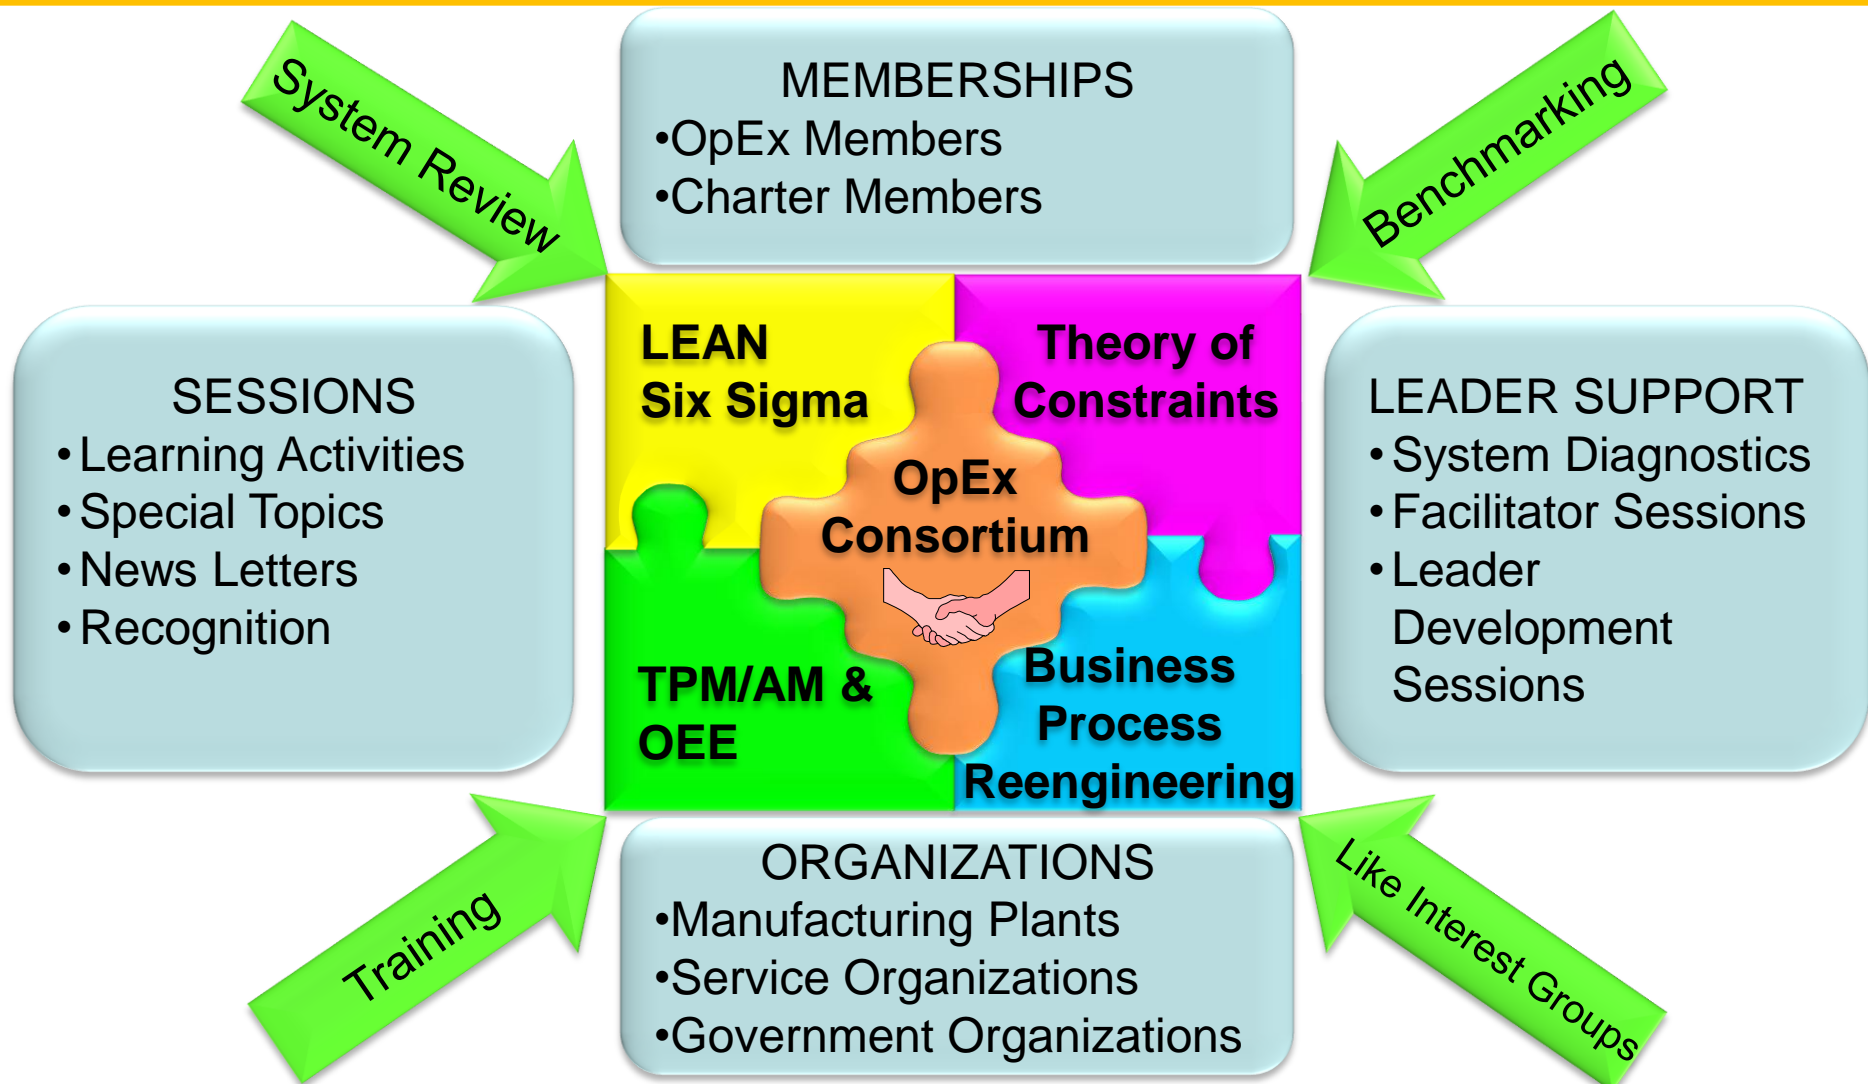 System Review
MEMBERSHIPS
•OpEx Members
•Charter Members
Benchmarking
SESSIONS
•Learning Activities
•Special Topics
•News Letters
•Recognition
LEAN
Six Sigma
Theory of
Constraints
OpEx
Consortium
TPM/AM &
OEE
Business
Process
Reengineering
LEADER SUPPORT
•System Diagnostics
•Facilitator Sessions
•Leader
Development
Sessions
Training
ORGANIZATIONS
•Manufacturing Plants
•Service Organizations
•Government Organizations
Like Interest Groups